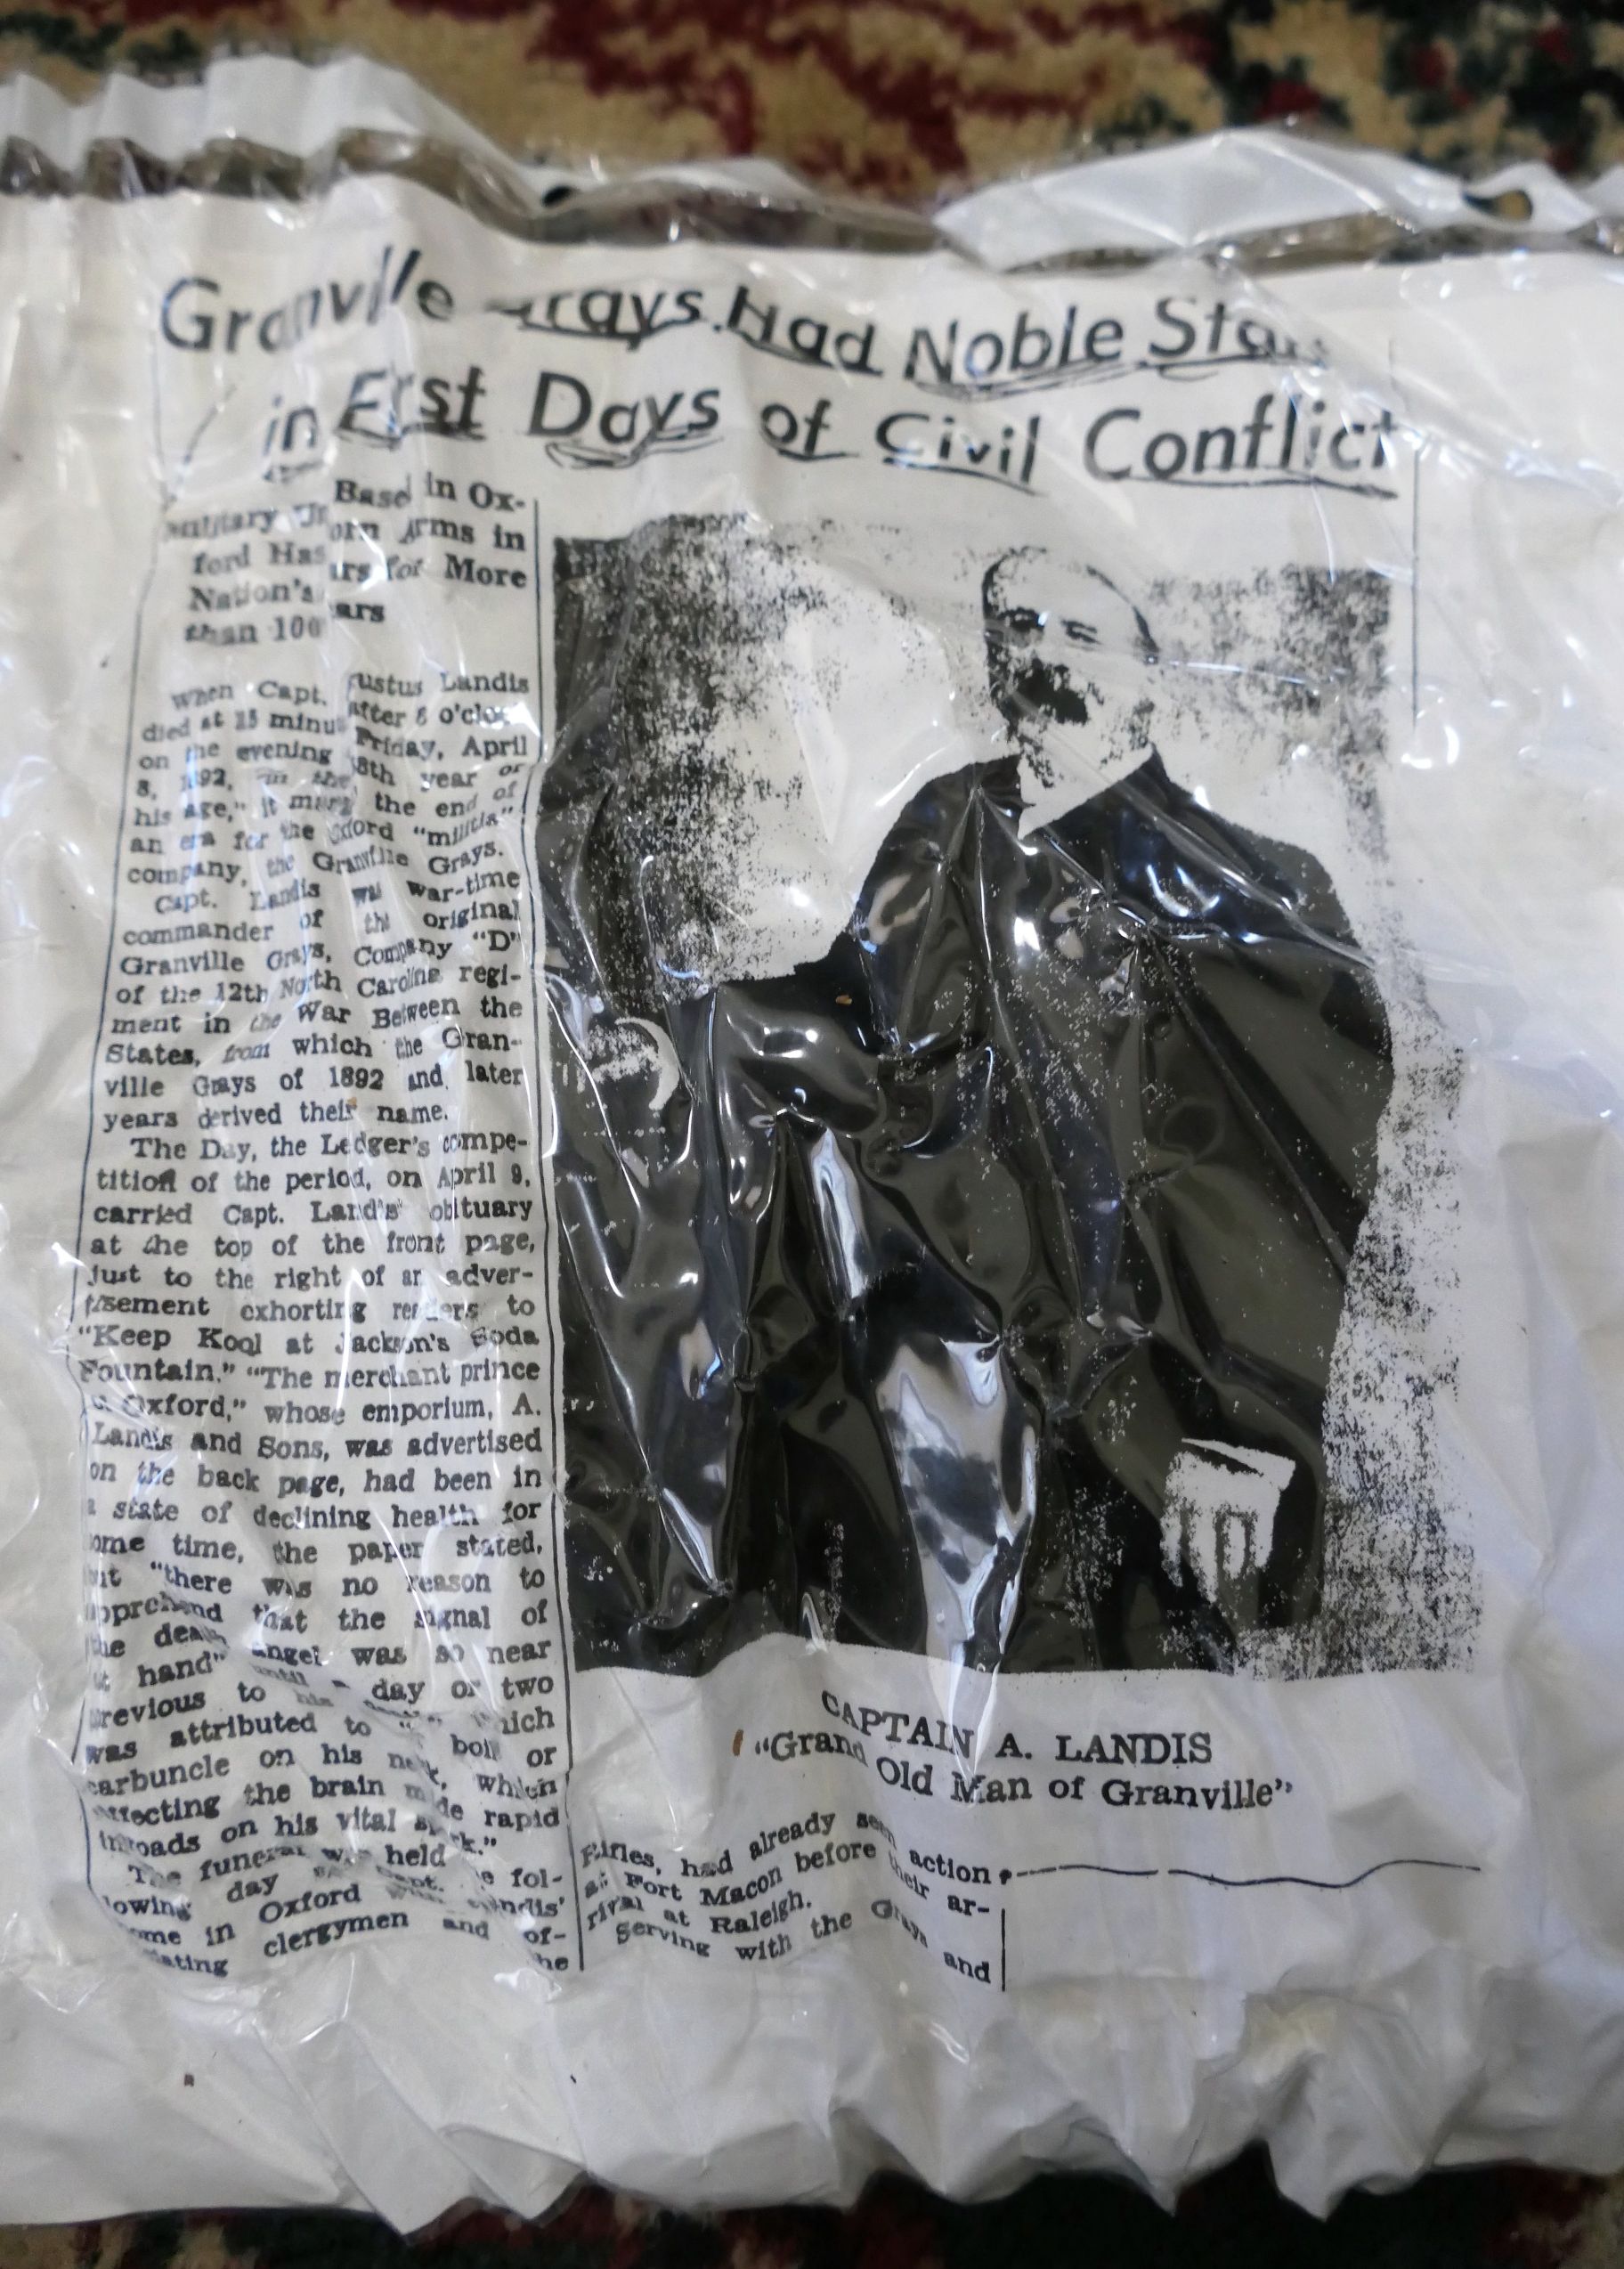 Granville Grays Had Noble
in First Days of Civil Conflict
Military Based in Ox-
ford Has Arms in
Nation's for More
than 100
When Capt. Landis
died at 15 after 8
on the evening Friday, April
8, 1892, year of
his age," it the end of
an era for the Oxford "militia"
company, the Granville Grays.
Capt. Landis was war-time
commander of the original
Granville Grays, Company "D"
of the 12th North Carolina regi-
ment in the War Between the
States, from which the Gran-
ville Grays of 1892 and later
years derived their name.
The Day, the Ledger's compe-
tition of the period, on April 9,
carried Capt. Landis' obituary
at the top of the front page,
just to the right of an adver-
tisement exhorting readers to
"Keep Kool at Jackson's Soda
Fountain." "The merchant prince
of Oxford," whose emporium, A.
Landis and Sons, was advertised
on the back page, had been in
a state of declining health for
some time, the paper stated,
but "there was no reason to
apprehend that the signal of
the death angel was so near
at hand" until a day or two
previous to his which
was attributed to boil or
carbuncle on his neck, which
affecting the brain made rapid
inroads on his vital
The funeral was held fol-
lowing day Landis'
home in Oxford and of-
clergymen
CAPTAIN A. LANDIS
"Grand Old Man of Granville"
Rifles, had already seen action
at Fort Macon before their ar-
rival at Raleigh.
Serving with the Grays and